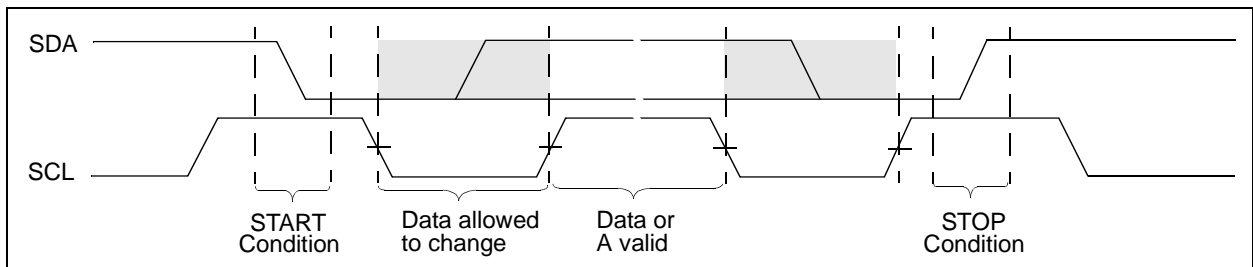 SDA
SCL
START
Condition
Data allowed
to change
Data or
A valid
STOP
Condition